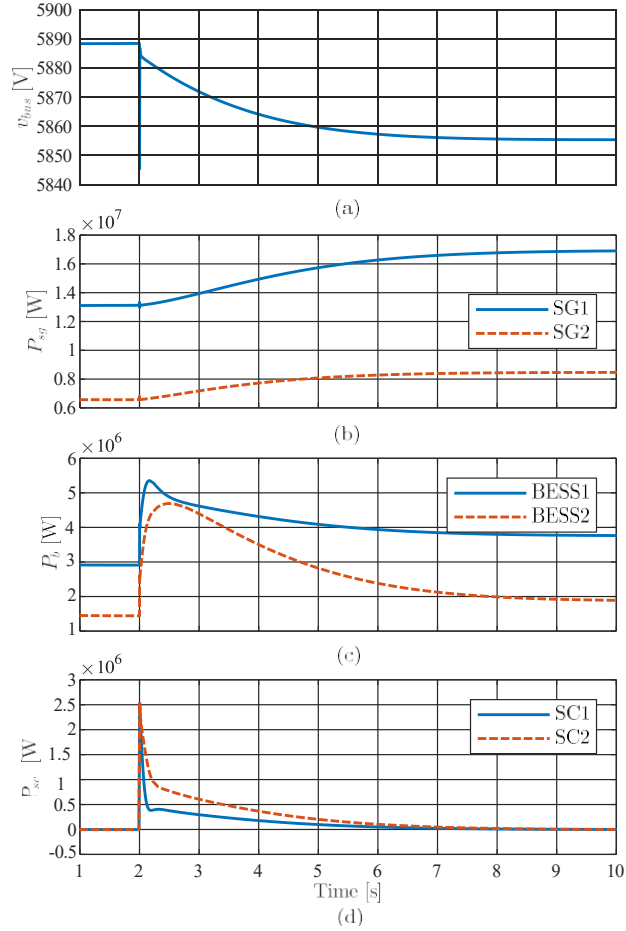 5900
5890
5880
5870
5860
5850
5840
v_bus [V]
(a)
×10^7
1.8
1.6
1.4
1.2
1
0.8
0.6
P_sg [W]
SG1
SG2
(b)
×10^6
6
5
4
3
2
1
P_b [W]
BESS1
BESS2
(c)
×10^6
3
2.5
2
1.5
1
0.5
0
-0.5
P_sc [W
SC1
SC2
1 2 3 4 5 6 7 8 9 10
Time [s]
(d)